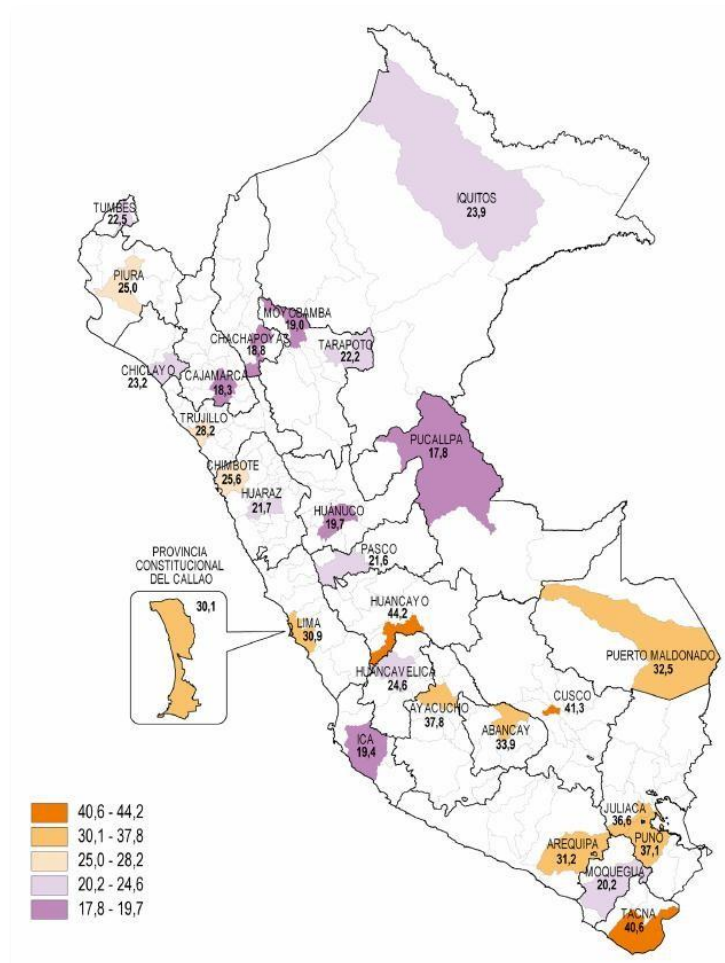 IQUITOS
23,9
TUMBES
22,5
PIURA
25,0
MOYOBAMBA
19,0
CHACHAPOYAS
18,8
TARAPOTO
22,2
CHICLAYO
23,2
CAJAMARCA
18,3
TRUJILLO
28,2
PUCALLPA
17,8
CHIMBOTE
25,6
HUARAZ
21,7
HUÁNUCO
19,7
PASCO
21,6
PROVINCIA
CONSTITUCIONAL
DEL CALLAO
30,1
HUANCAYO
44,2
LIMA
30,9
PUERTO MALDONADO
32,5
HUANCAVELICA
24,6
CUSCO
41,3
AYACUCHO
37,8
ABANCAY
33,9
ICA
19,4
JULIACA
36,6
PUNO
37,1
AREQUIPA
31,2
MOQUEGUA
20,2
TACNA
40,6
40,6 - 44,2
30,1 - 37,8
25,0 - 28,2
20,2 - 24,6
17,8 - 19,7